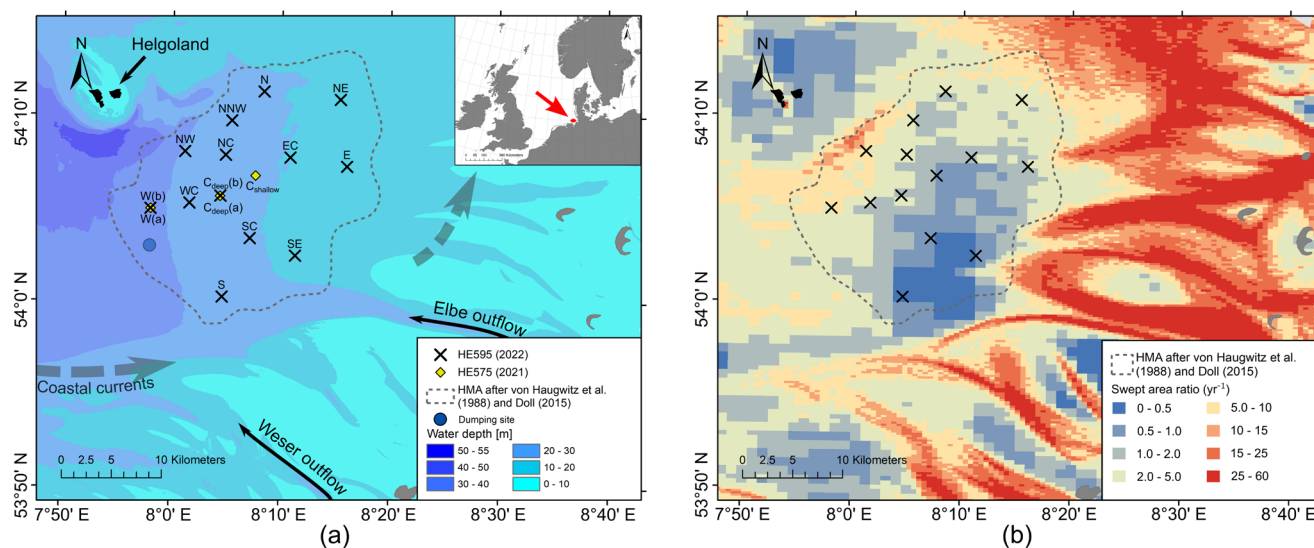 Helgoland
N
N
NE
NNW
NW
NC
EC
E
WC
Cdeep(b)
Cshallow
Cdeep(a)
W(b)
W(a)
SC
SE
S
Elbe outflow
Coastal currents
Weser outflow
HE595 (2022)
HE575 (2021)
HMA after von Haugwitz et al.
(1988) and Doll (2015)
Dumping site
Water depth [m]
50 - 55
40 - 50
30 - 40
20 - 30
10 - 20
0 - 10
0 2.5 5 10 Kilometers
54°10' N
54°0' N
53°50' N
7°50' E
8°0' E
8°10' E
8°20' E
8°30' E
8°40' E
(a)
N
HMA after von Haugwitz et al.
(1988) and Doll (2015)
Swept area ratio (yr⁻¹)
0 - 0.5
0.5 - 1.0
1.0 - 2.0
2.0 - 5.0
5.0 - 10
10 - 15
15 - 25
25 - 60
0 2.5 5 10 Kilometers
54°10' N
54°0' N
53°50' N
7°50' E
8°0' E
8°10' E
8°20' E
8°30' E
8°40' E
(b)